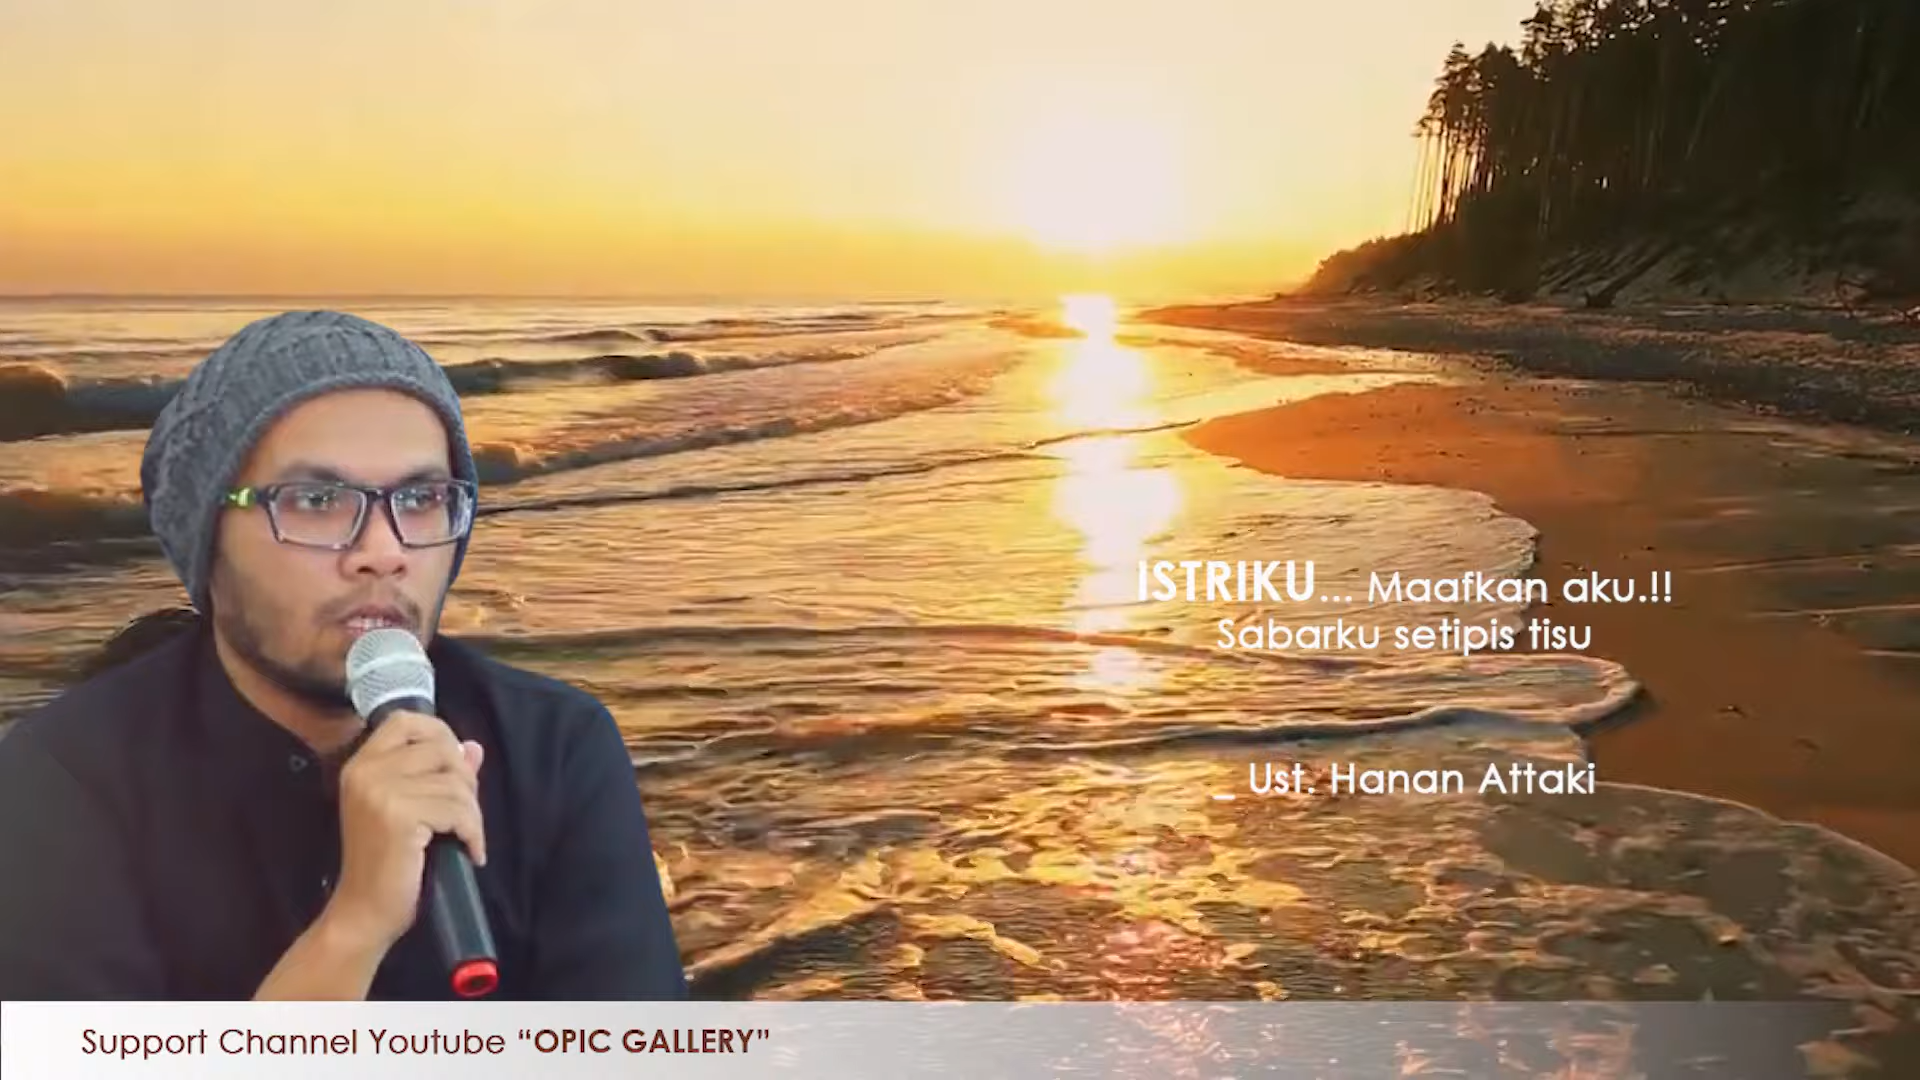 ISTRIKU... Maafkan aku.!!
Sabarku setipis tisu
_ Ust. Hanan Attaki
Support Channel Youtube “OPIC GALLERY”